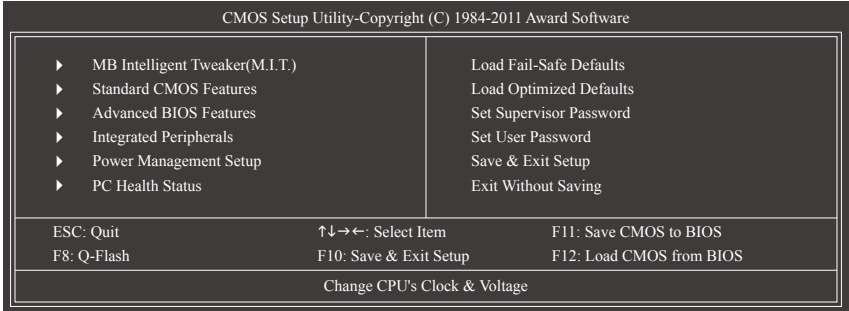 CMOS Setup Utility-Copyright (C) 1984-2011 Award Software
MB Intelligent Tweaker(M.I.T.)
Standard CMOS Features
Advanced BIOS Features
Integrated Peripherals
Power Management Setup
PC Health Status
Load Fail-Safe Defaults
Load Optimized Defaults
Set Supervisor Password
Set User Password
Save & Exit Setup
Exit Without Saving
ESC: Quit
↑↓→←: Select Item
F11: Save CMOS to BIOS
F8: Q-Flash
F10: Save & Exit Setup
F12: Load CMOS from BIOS
Change CPU's Clock & Voltage